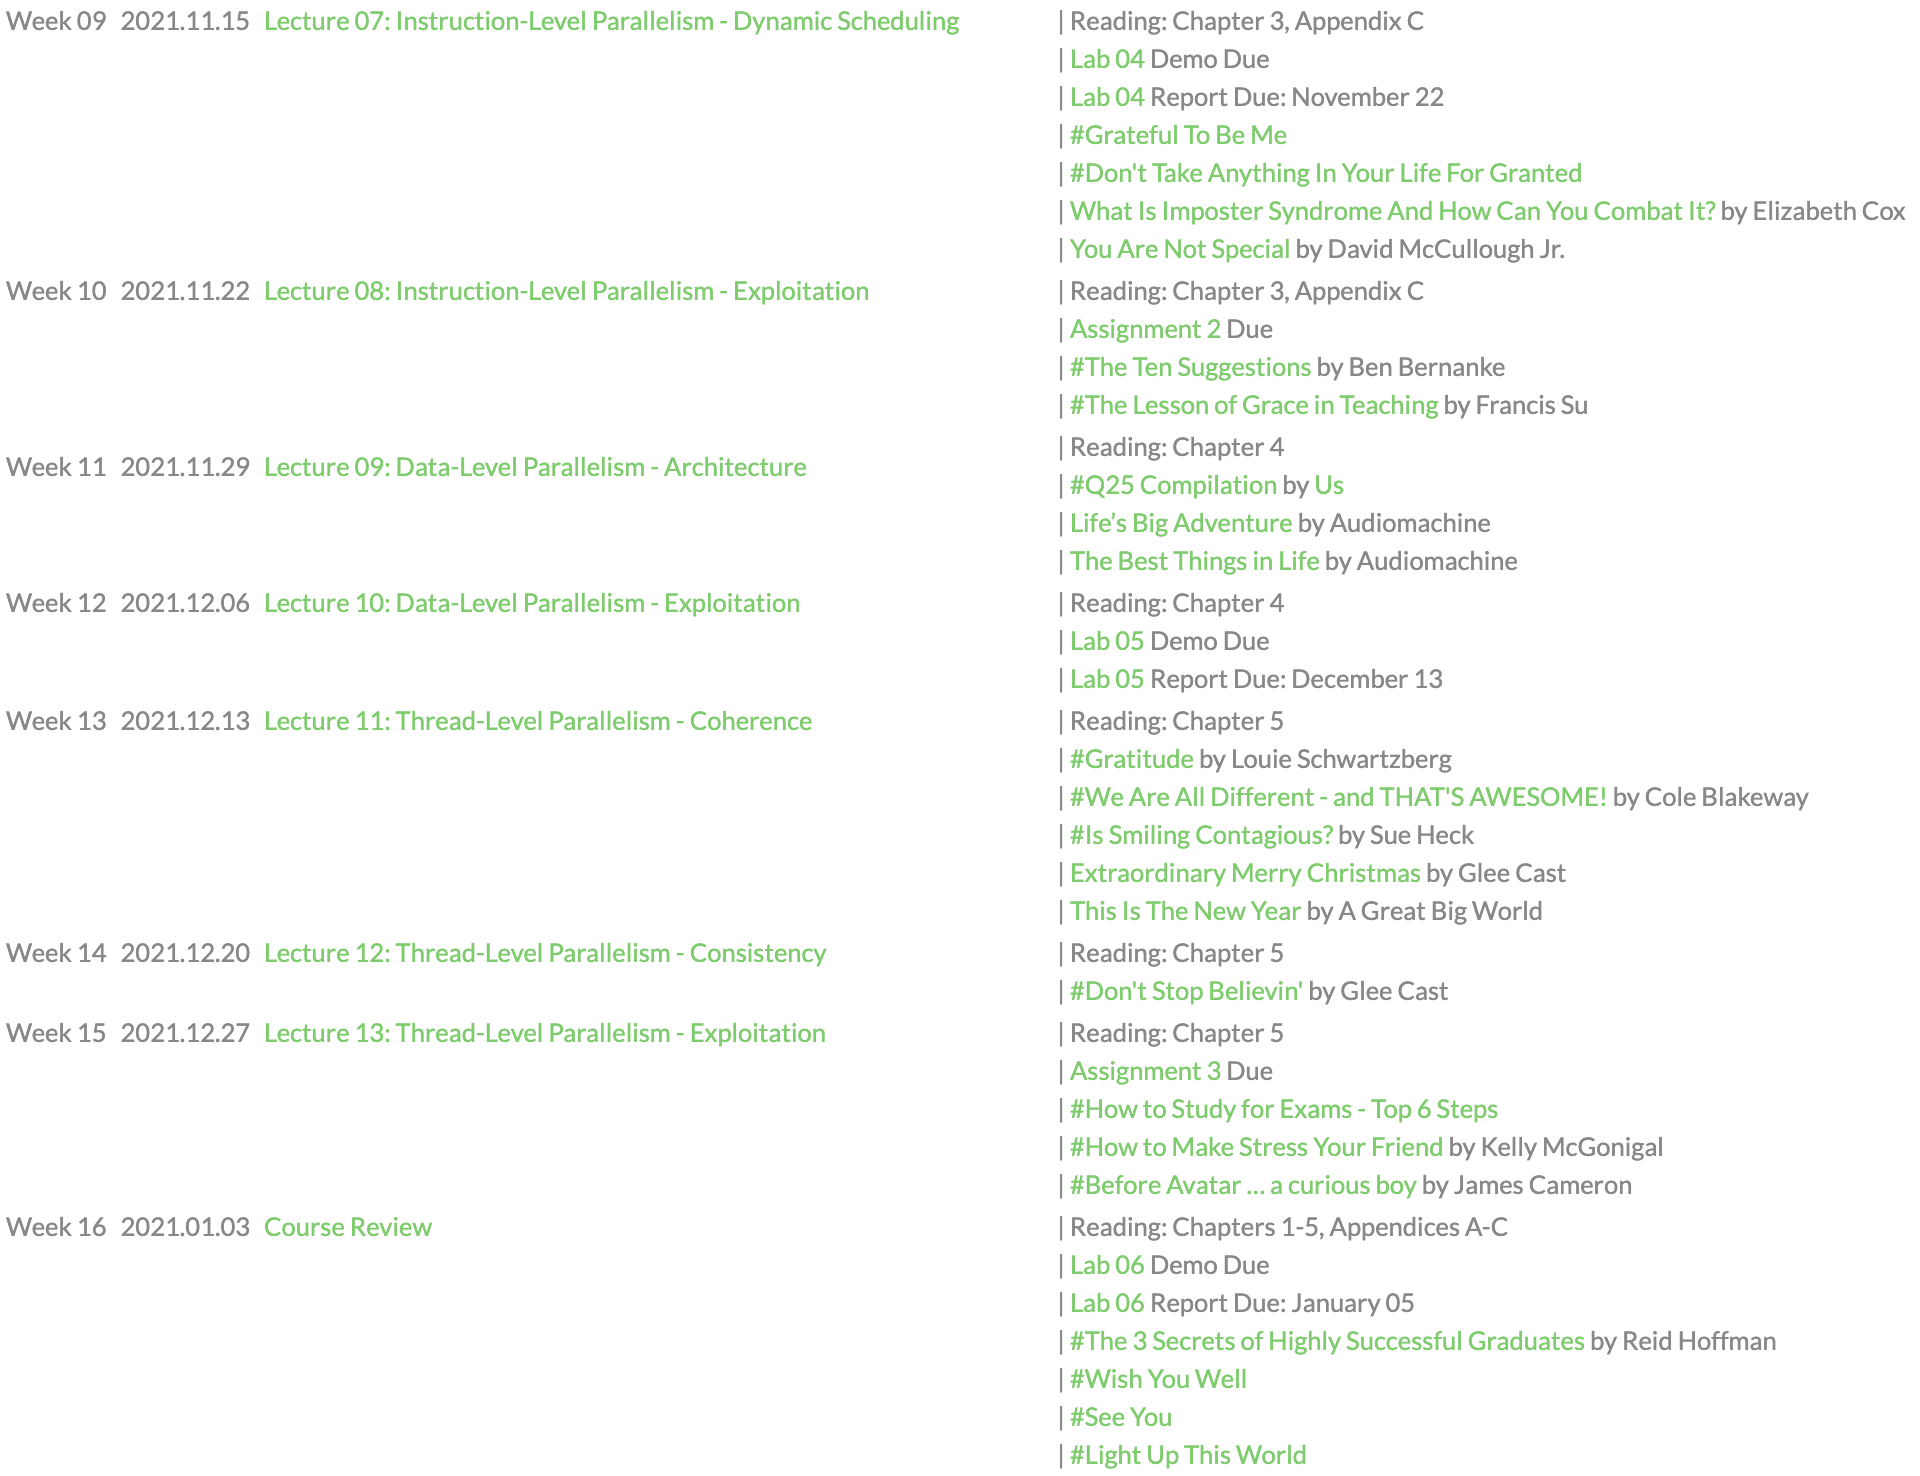 Week 09 2021.11.15 Lecture 07: Instruction-Level Parallelism - Dynamic Scheduling | Reading: Chapter 3, Appendix C
| Lab 04 Demo Due
| Lab 04 Report Due: November 22
| #Grateful To Be Me
| #Don't Take Anything In Your Life For Granted
| What Is Imposter Syndrome And How Can You Combat It? by Elizabeth Cox
| You Are Not Special by David McCullough Jr.
Week 10 2021.11.22 Lecture 08: Instruction-Level Parallelism - Exploitation | Reading: Chapter 3, Appendix C
| Assignment 2 Due
| #The Ten Suggestions by Ben Bernanke
| #The Lesson of Grace in Teaching by Francis Su
| Reading: Chapter 4
Week 11 2021.11.29 Lecture 09: Data-Level Parallelism - Architecture
| #Q25 Compilation by Us
| Life’s Big Adventure by Audiomachine
| The Best Things in Life by Audiomachine
Week 12 2021.12.06 Lecture 10: Data-Level Parallelism - Exploitation | Reading: Chapter 4
| Lab 05 Demo Due
| Lab 05 Report Due: December 13
Week 13 2021.12.13 Lecture 11: Thread-Level Parallelism - Coherence | Reading: Chapter 5
| #Gratitude by Louie Schwartzberg
| #We Are All Different - and THAT'S AWESOME! by Cole Blakeway
| #Is Smiling Contagious? by Sue Heck
| Extraordinary Merry Christmas by Glee Cast
| This Is The New Year by A Great Big World
Week 14 2021.12.20 Lecture 12: Thread-Level Parallelism - Consistency | Reading: Chapter 5
| #Don't Stop Believin' by Glee Cast
Week 15 2021.12.27 Lecture 13: Thread-Level Parallelism - Exploitation | Reading: Chapter 5
| Assignment 3 Due
| #How to Study for Exams - Top 6 Steps
| #How to Make Stress Your Friend by Kelly McGonigal
| #Before Avatar ... a curious boy by James Cameron
Week 16 2021.01.03 Course Review | Reading: Chapters 1-5, Appendices A-C
| Lab 06 Demo Due
| Lab 06 Report Due: January 05
| #The 3 Secrets of Highly Successful Graduates by Reid Hoffman
| #Wish You Well
| #See You
| #Light Up This World